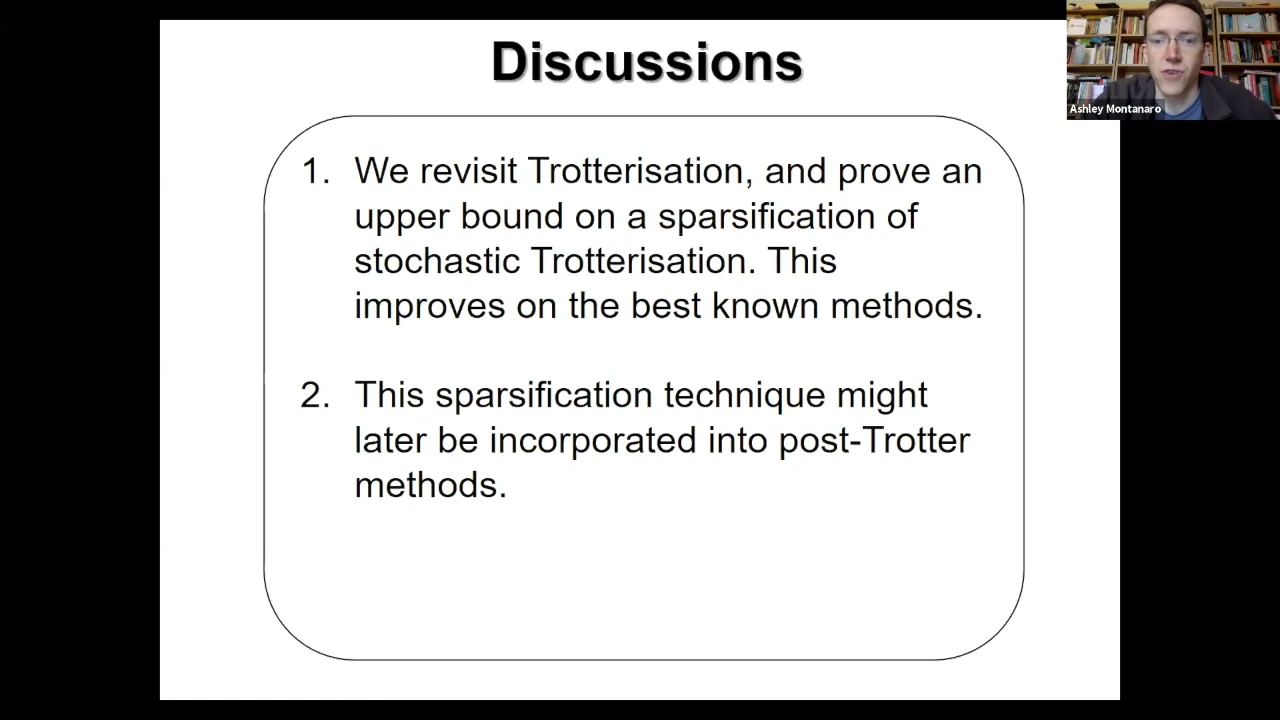 Discussions
Ashley Montanaro
1. We revisit Trotterisation, and prove an
upper bound on a sparsification of
stochastic Trotterisation. This
improves on the best known methods.
2. This sparsification technique might
later be incorporated into post-Trotter
methods.